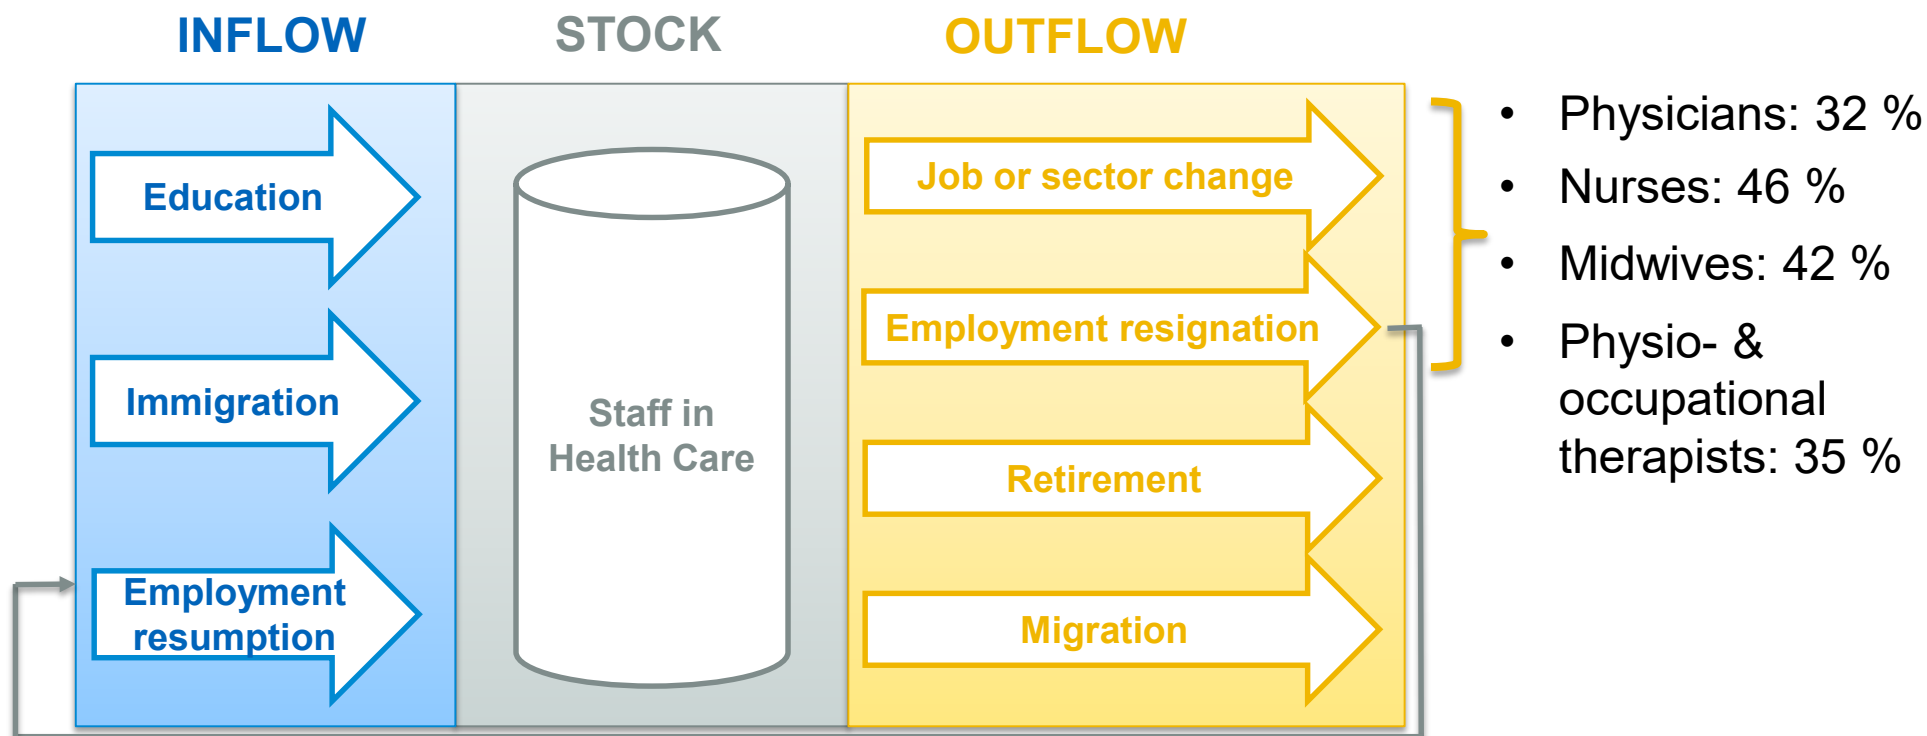 INFLOW
STOCK
OUTFLOW
Education
Immigration
Employment
resumption
Staff in
Health Care
Job or sector change
Employment resignation
Retirement
Migration
• Physicians: 32 %
• Nurses: 46 %
• Midwives: 42 %
• Physio- &
occupational
therapists: 35 %